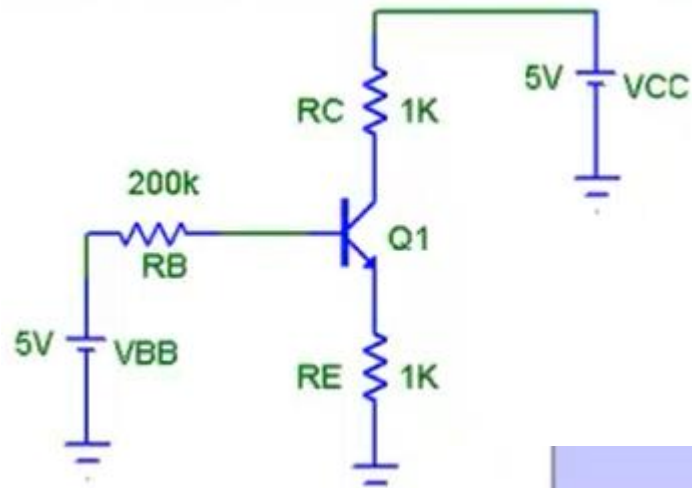 RC 1K
5V VCC
200k
RB
Q1
5V VBB
RE 1K